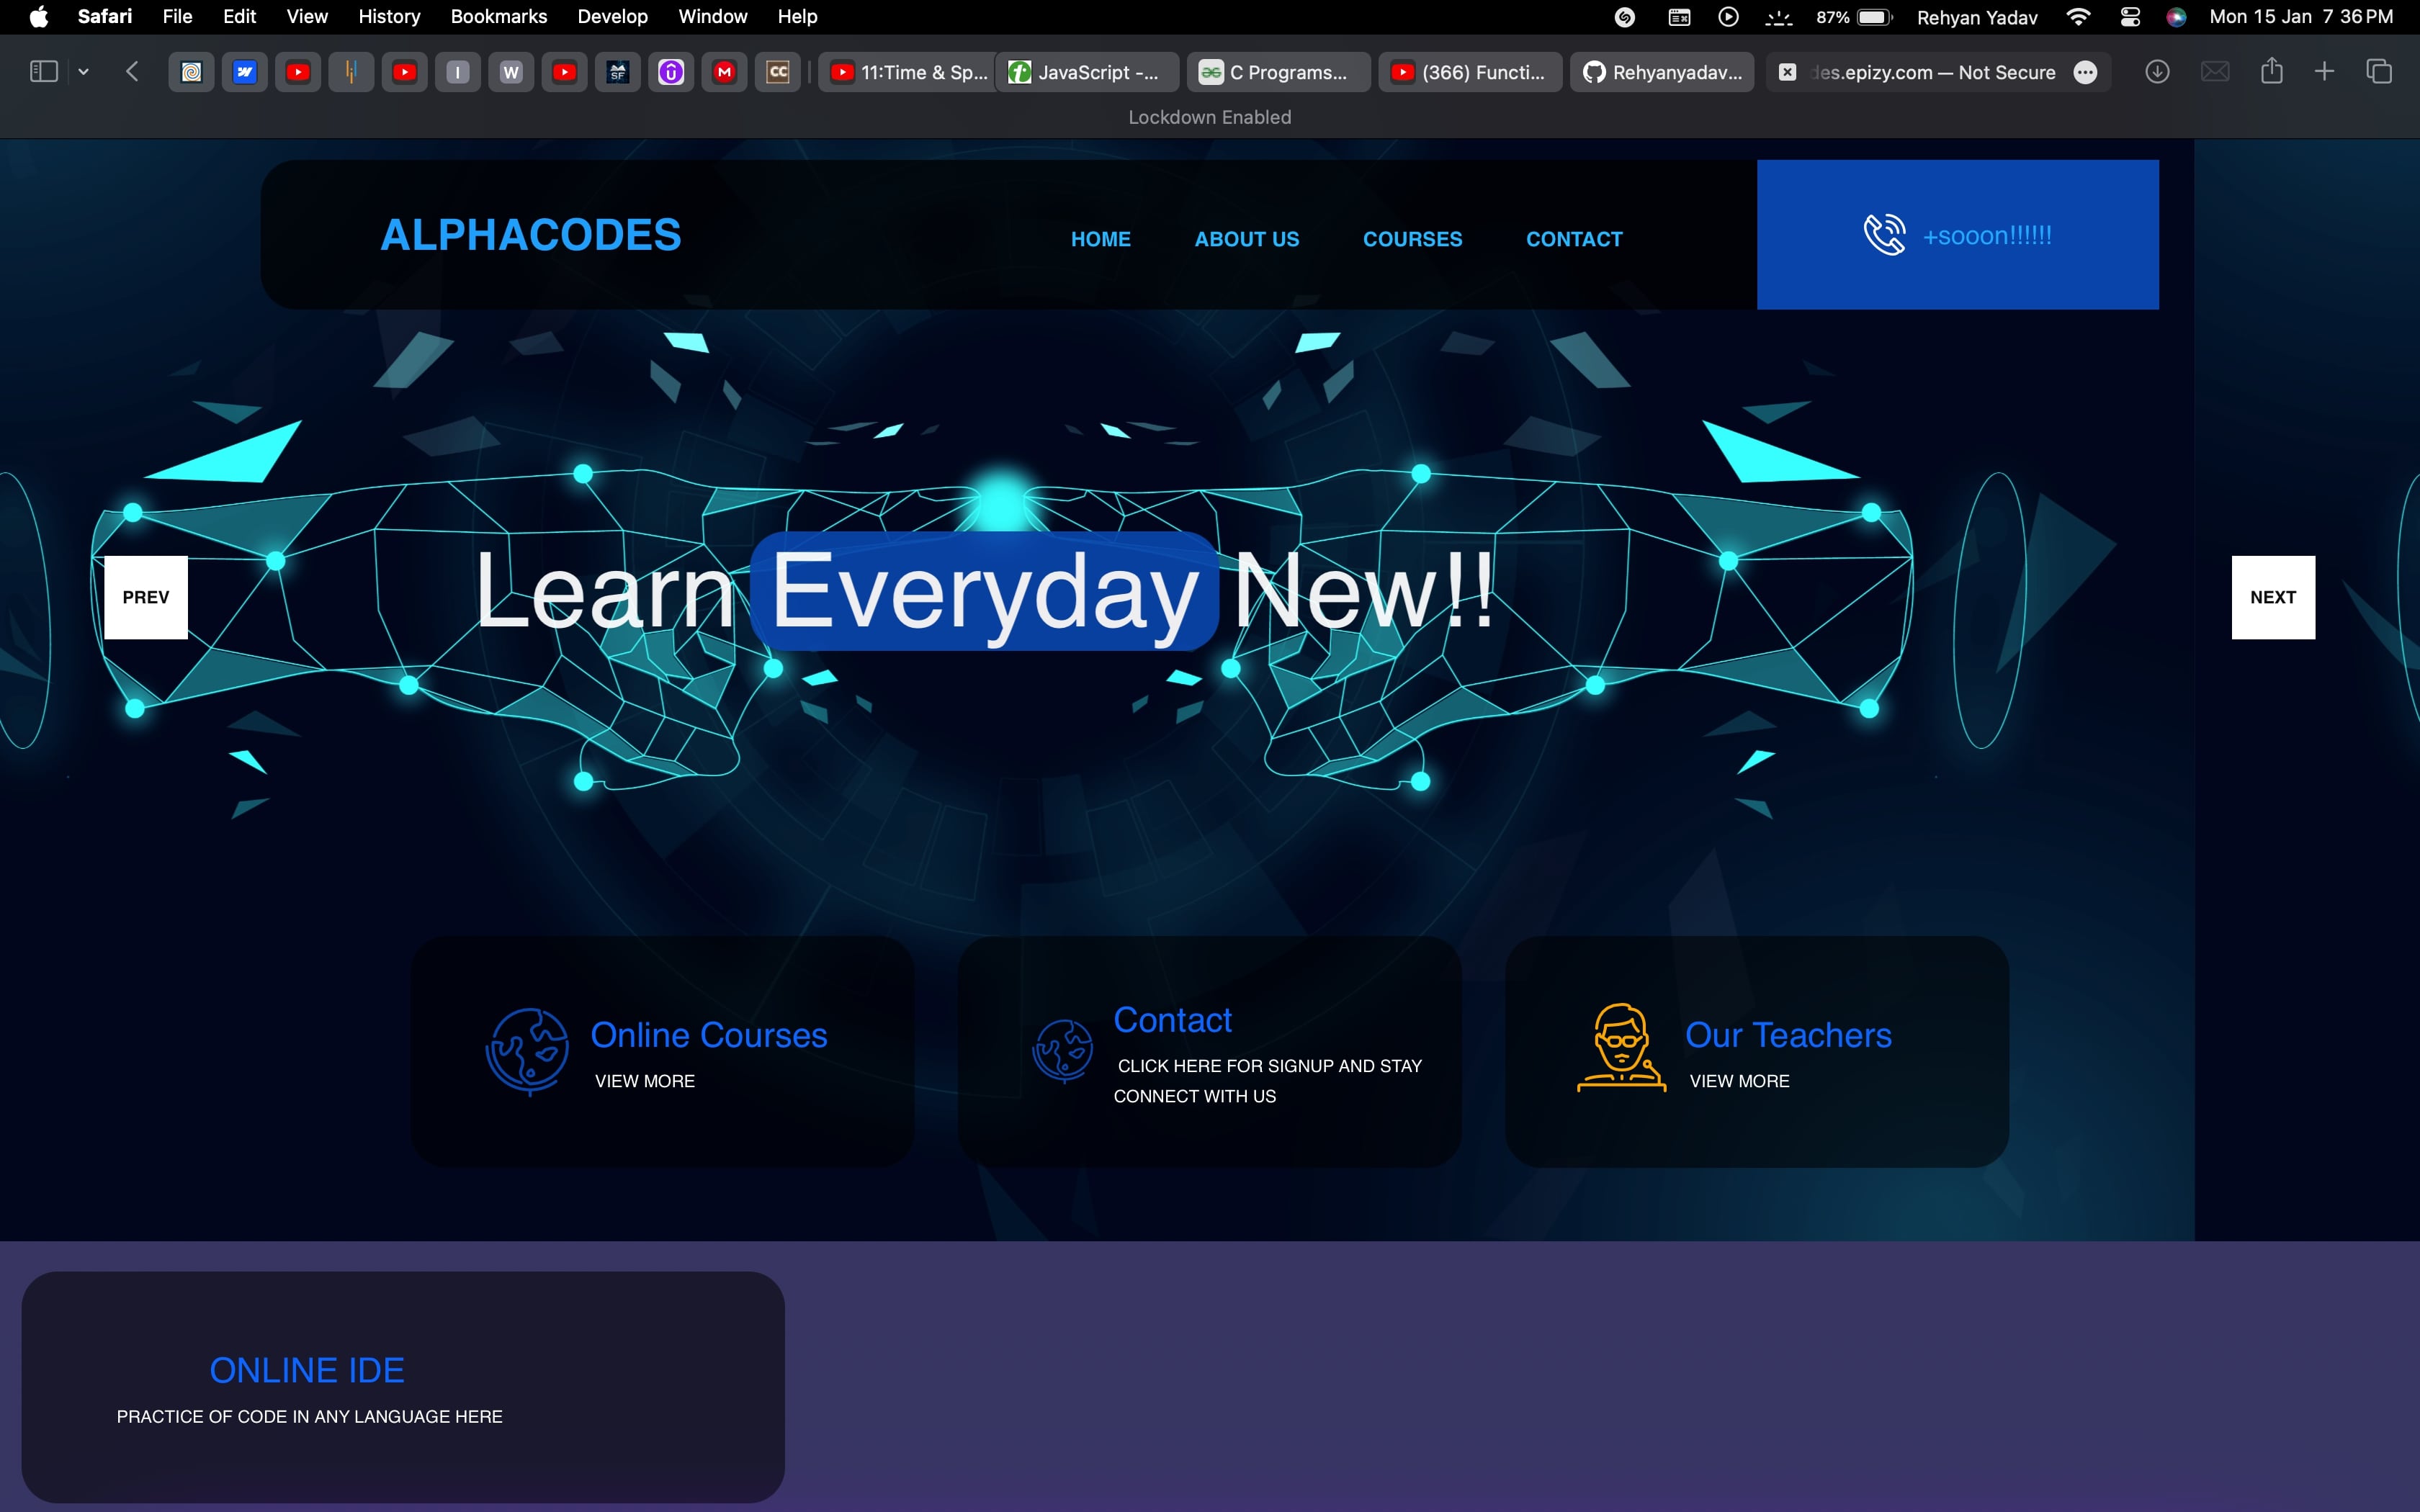 Safari File Edit View History Bookmarks Develop Window Help 87% Rehyan Yadav Mon 15 Jan 7 36 PM
I W SF M CC 11:Time & Sp... JavaScript -... C Programs... (366) Functi... Rehyanyadav... des.epizy.com — Not Secure
Lockdown Enabled
ALPHACODES HOME ABOUT US COURSES CONTACT +sooon!!!!!!
Learn Everyday New!!
PREV NEXT
Online Courses
VIEW MORE
Contact
CLICK HERE FOR SIGNUP AND STAY
CONNECT WITH US
Our Teachers
VIEW MORE
ONLINE IDE
PRACTICE OF CODE IN ANY LANGUAGE HERE